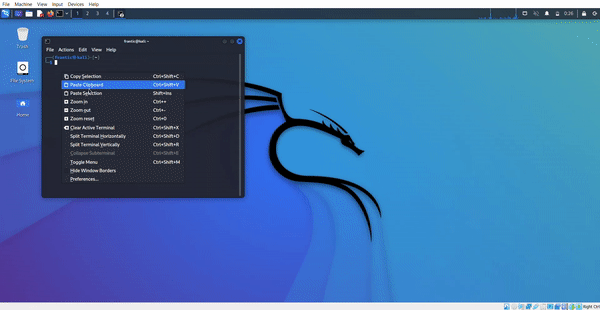 File Machine View Input Devices Help
1 2 3 4
0:26
Trash
File System
Home
frantic@kali: ~
File Actions Edit View Help
(frantic㉿kali)-[~]
Copy Selection Ctrl+Shift+C
Paste Clipboard Ctrl+Shift+V
Paste Selection Shift+Ins
Zoom in Ctrl++
Zoom out Ctrl+-
Zoom reset Ctrl+0
Clear Active Terminal Ctrl+Shift+X
Split Terminal Horizontally Ctrl+Shift+D
Split Terminal Vertically Ctrl+Shift+R
Collapse Subterminal Ctrl+Shift+E
Toggle Menu Ctrl+Shift+M
Hide Window Borders
Preferences...
Right Ctrl